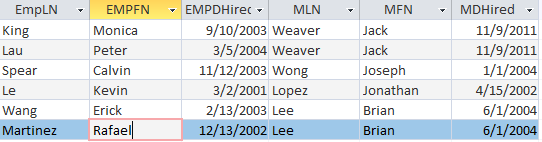 EmpLN EMPFN EMPDHired MLN MFN MDHired
King Monica 9/10/2003 Weaver Jack 11/9/2011
Lau Peter 3/5/2004 Weaver Jack 11/9/2011
Spear Calvin 11/12/2003 Wong Joseph 1/1/2004
Le Kevin 3/2/2001 Lopez Jonathan 4/15/2002
Wang Erick 2/13/2003 Lee Brian 6/1/2004
Martinez Rafael 12/13/2002 Lee Brian 6/1/2004